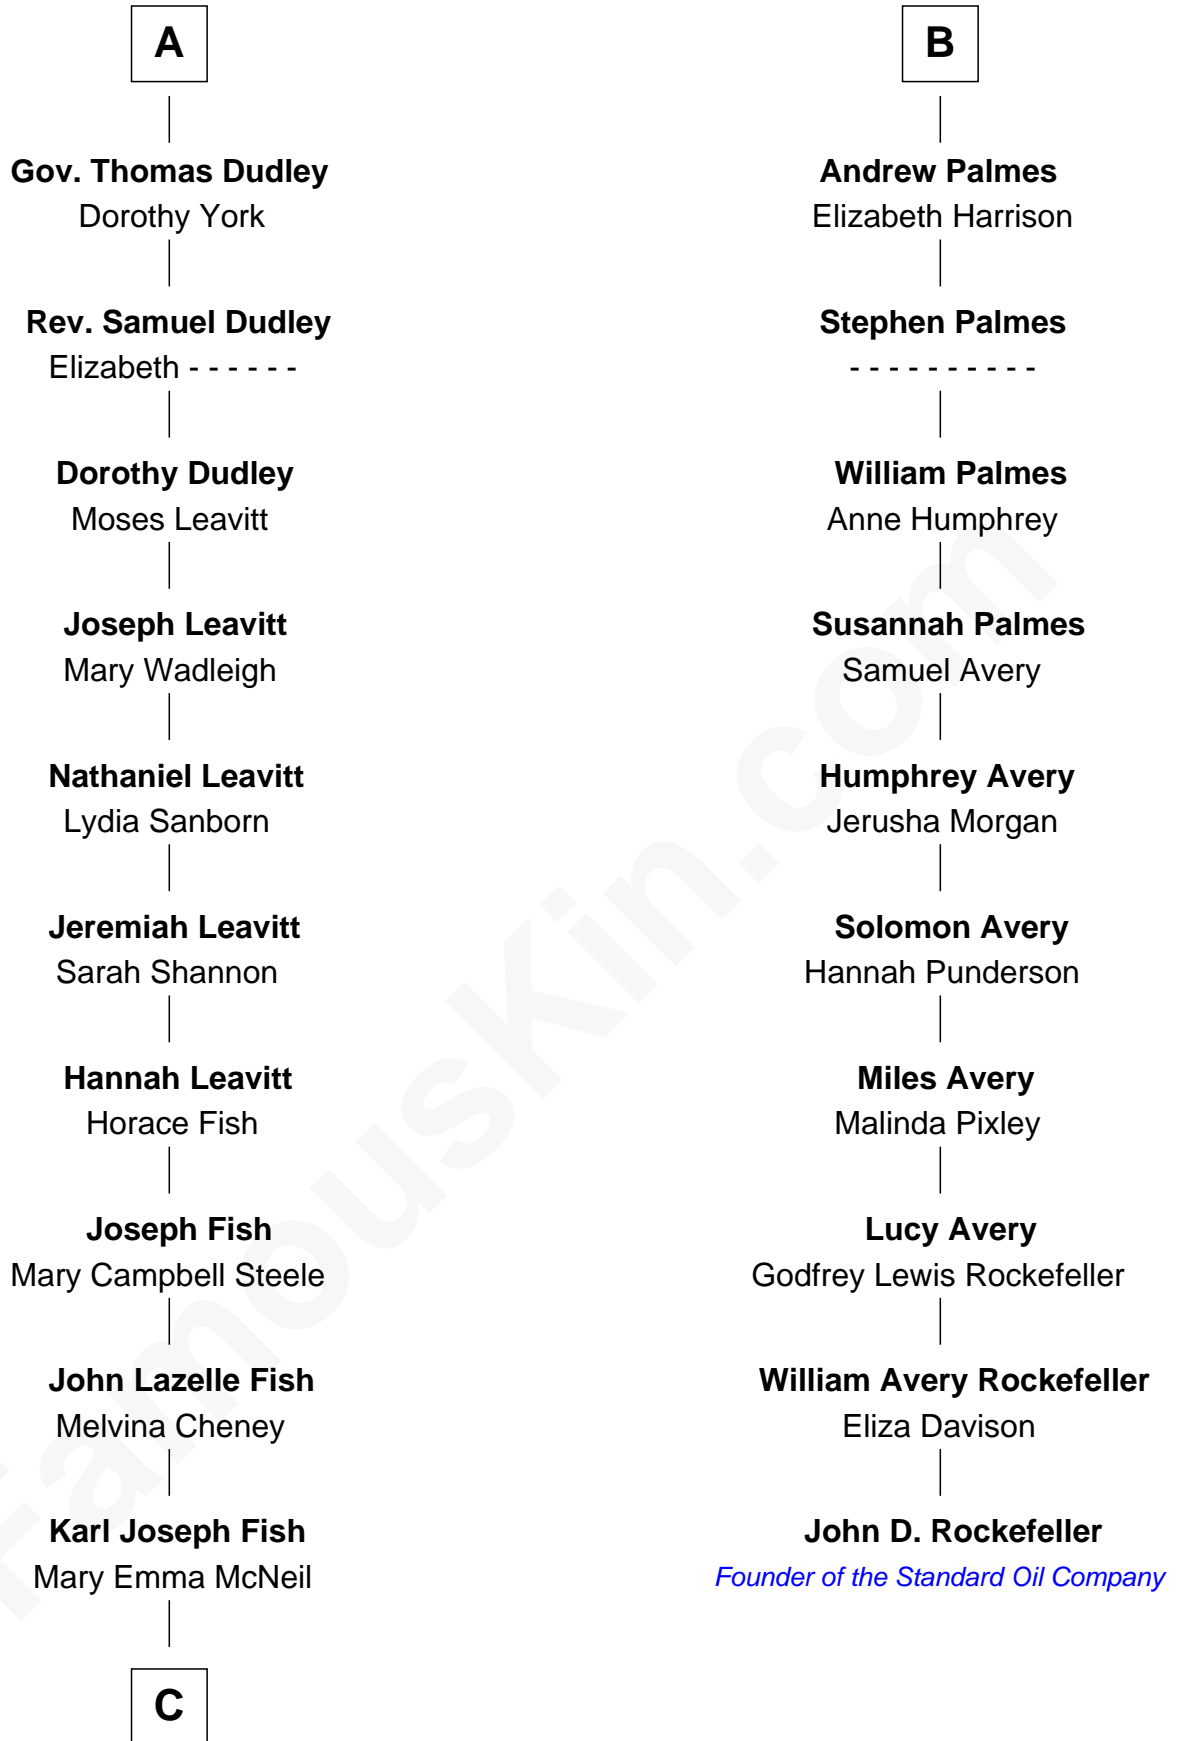 A
Gov. Thomas Dudley
Dorothy York
Rev. Samuel Dudley
Elizabeth - - - - - -
Dorothy Dudley
Moses Leavitt
Joseph Leavitt
Mary Wadleigh
Nathaniel Leavitt
Lydia Sanborn
Jeremiah Leavitt
Sarah Shannon
Hannah Leavitt
Horace Fish
Joseph Fish
Mary Campbell Steele
John Lazelle Fish
Melvina Cheney
Karl Joseph Fish
Mary Emma McNeil
C
B
Andrew Palmes
Elizabeth Harrison
Stephen Palmes
- - - - - - - - - -
William Palmes
Anne Humphrey
Susannah Palmes
Samuel Avery
Humphrey Avery
Jerusha Morgan
Solomon Avery
Hannah Punderson
Miles Avery
Malinda Pixley
Lucy Avery
Godfrey Lewis Rockefeller
William Avery Rockefeller
Eliza Davison
John D. Rockefeller
Founder of the Standard Oil Company
FamousKin.com